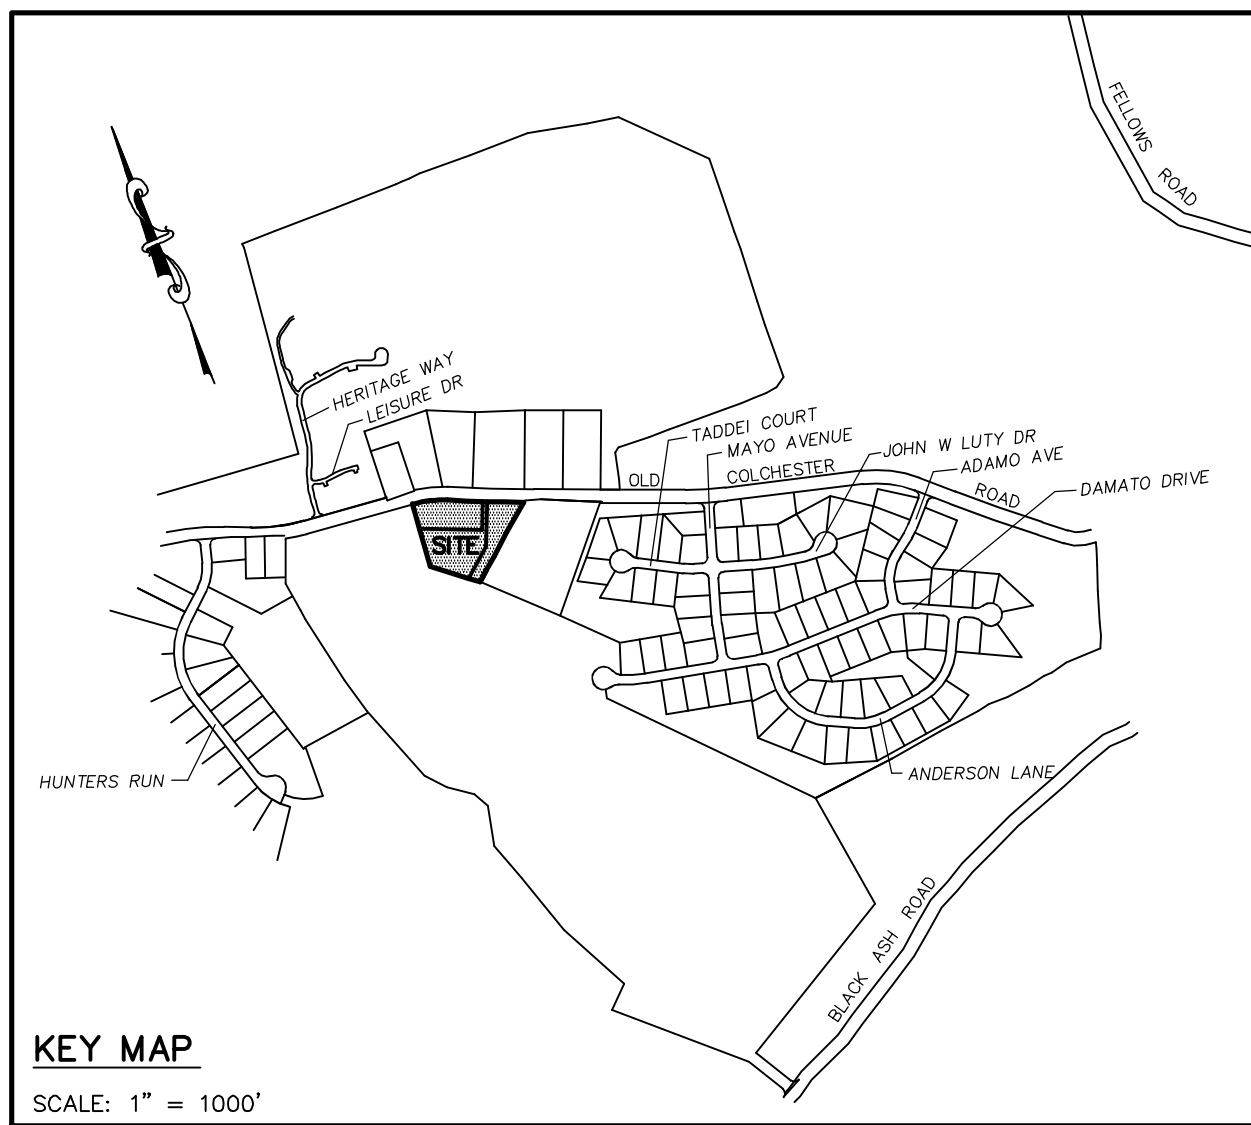 FELLOWS ROAD
HERITAGE WAY
LEISURE DR
TADDEI COURT
MAYO AVENUE
JOHN W LUTY DR
ADAMO AVE
DAMATO DRIVE
OLD COLCHESTER ROAD
SITE
HUNTERS RUN
ANDERSON LANE
BLACK ASH ROAD
KEY MAP
SCALE: 1" = 1000'